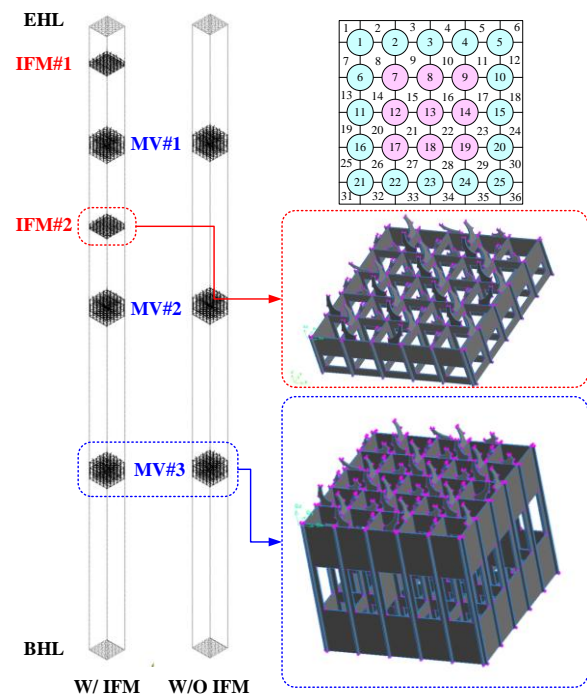 EHL
IFM#1
MV#1
IFM#2
MV#2
MV#3
BHL
W/ IFM W/O IFM
1 2 3 4 5 6
1 2 3 4 5
7 8 9 10 11 12
6 7 8 9 10
13 14 15 16 17 18
11 12 13 14 15
19 20 21 22 23 24
16 17 18 19 20
25 26 27 28 29 30
21 22 23 24 25
31 32 33 34 35 36